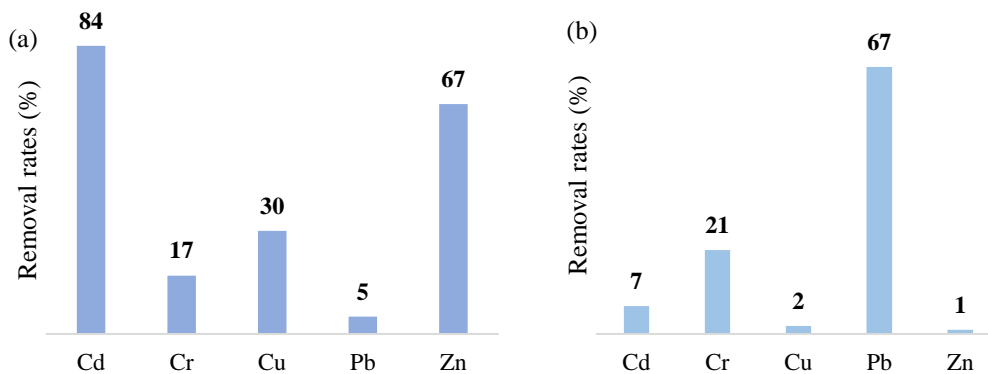 (a)
Removal rates (%)
84
17
30
5
67
Cd Cr Cu Pb Zn
(b)
Removal rates (%)
7
21
2
67
1
Cd Cr Cu Pb Zn